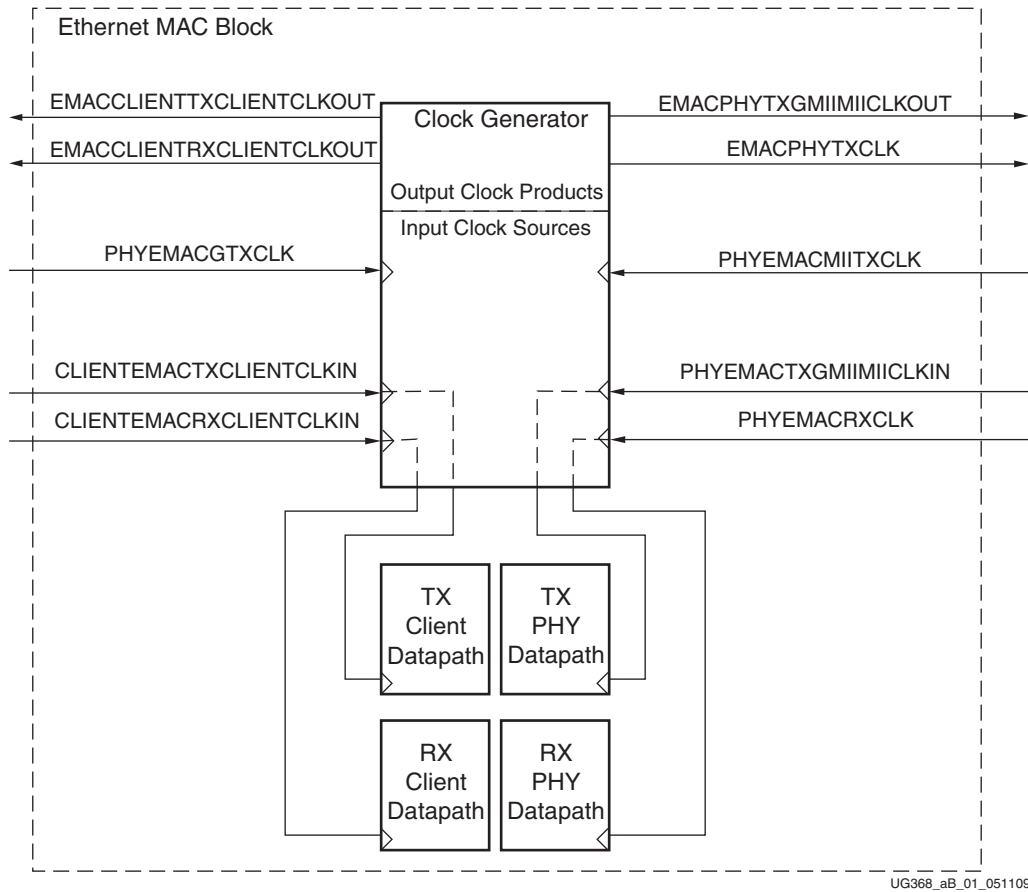 Ethernet MAC Block
EMACCLIENTTXCLIENTCLKOUT
EMACCLIENTRXCLIENTCLKOUT
Clock Generator
EMACPHYTXGMIIMIICLKOUT
EMACPHYTXCLK
Output Clock Products
Input Clock Sources
PHYEMACGTXCLK
PHYEMACMIITXCLK
CLIENTEMACTXCLIENTCLKIN
PHYEMACTXGMIIMIICLKIN
CLIENTEMACRXCLIENTCLKIN
PHYEMACRXCLK
TX
Client
Datapath
TX
PHY
Datapath
RX
Client
Datapath
RX
PHY
Datapath
UG368_aB_01_051109